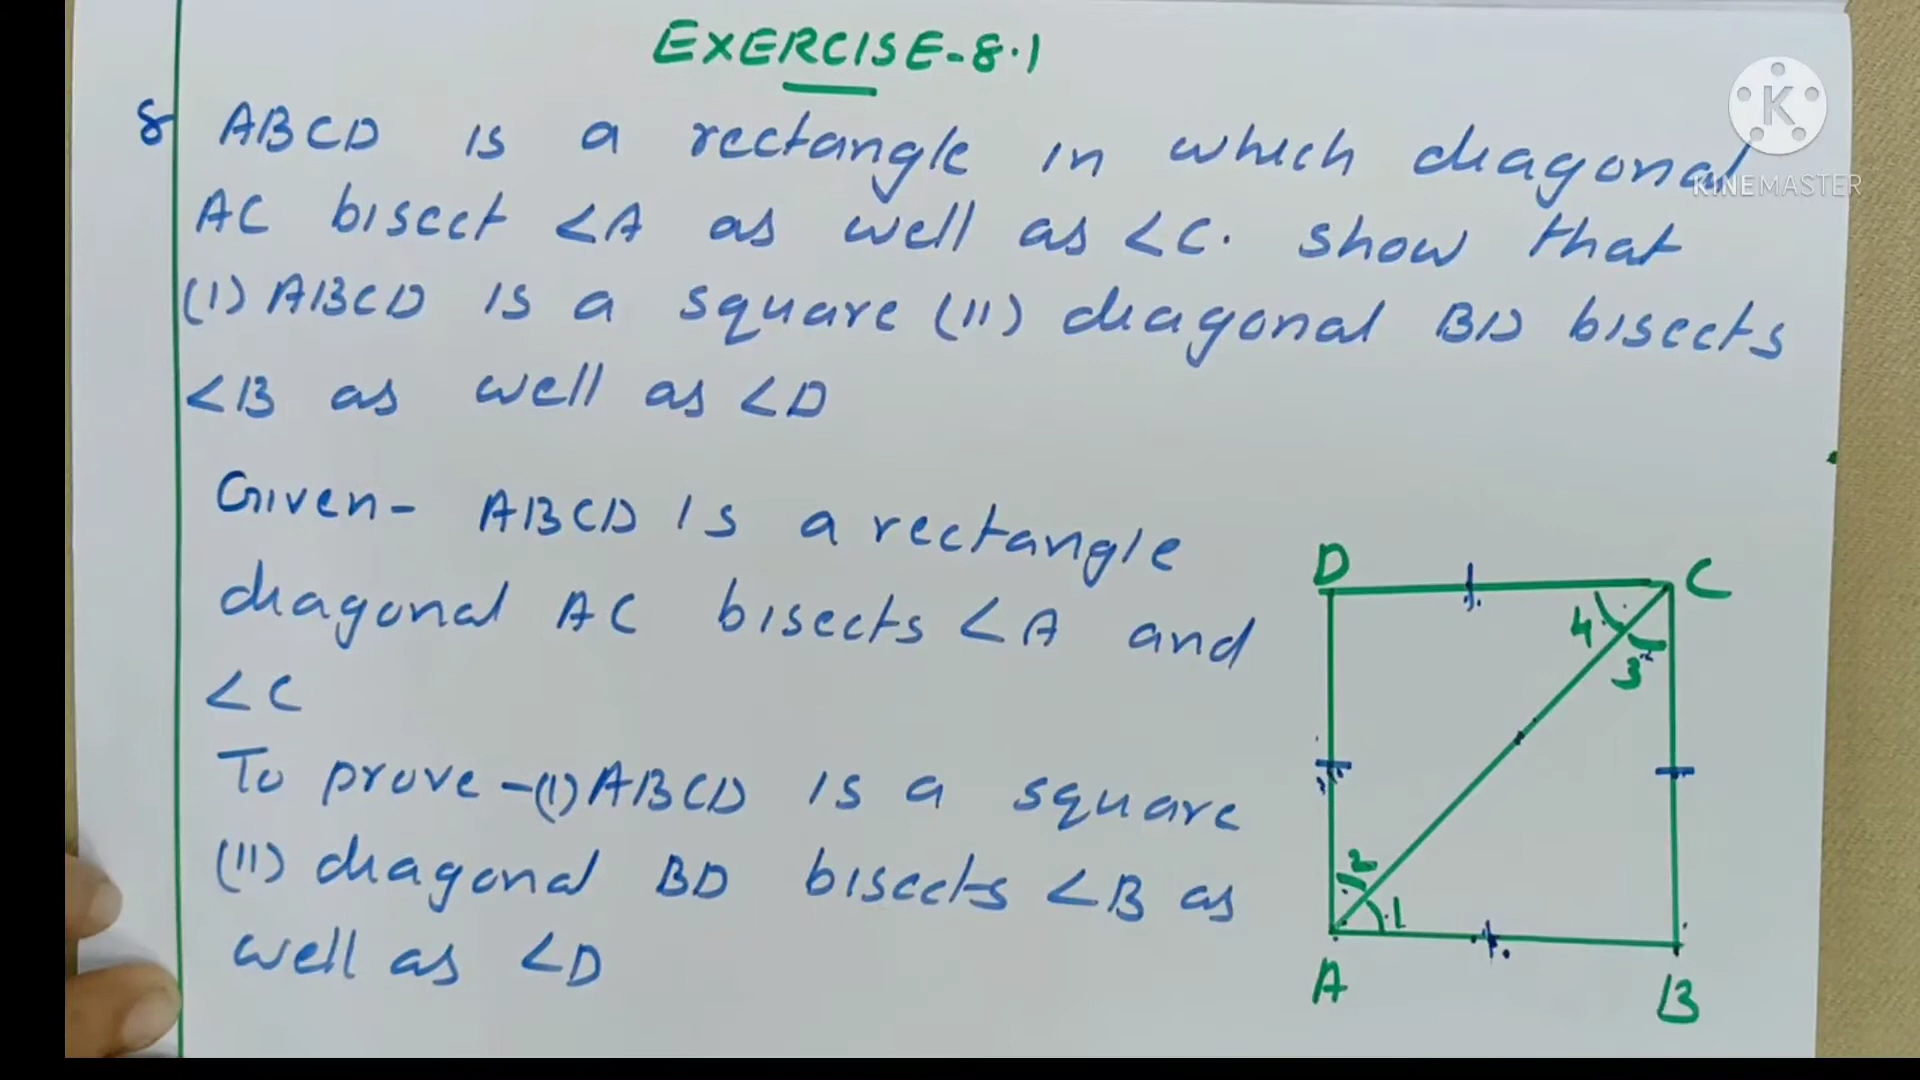 EXERCISE-8.1
8 ABCD is a rectangle in which diagonal
AC bisect <A as well as <C. show that
(I) ABCD is a square (II) diagonal BD bisects
<B as well as <D
Given- ABCD is a rectangle
diagonal AC bisects <A and
<C
To prove -(I) ABCD is a square
(II) diagonal BD bisects <B as
well as <D
D
C
4
3
2
1
A
B
K
KINEMASTER